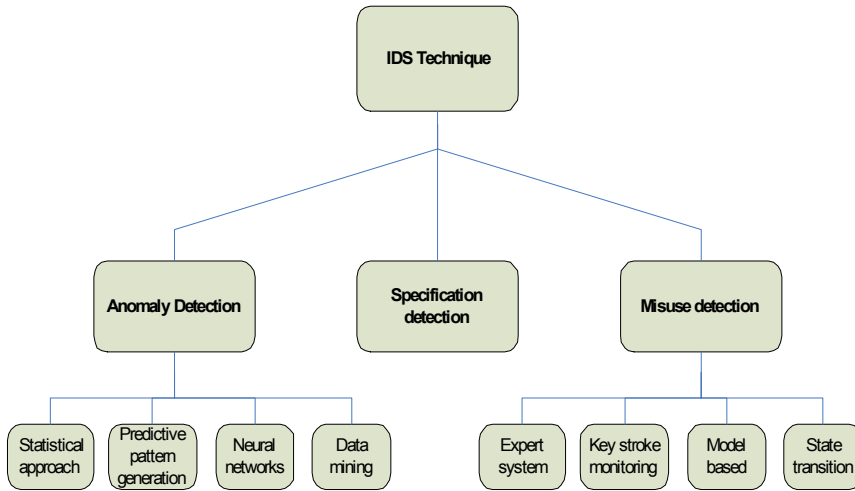 IDS Technique
Anomaly Detection
Specification
detection
Misuse detection
Statistical
approach
Predictive
pattern
generation
Neural
networks
Data
mining
Expert
system
Key stroke
monitoring
Model
based
State
transition